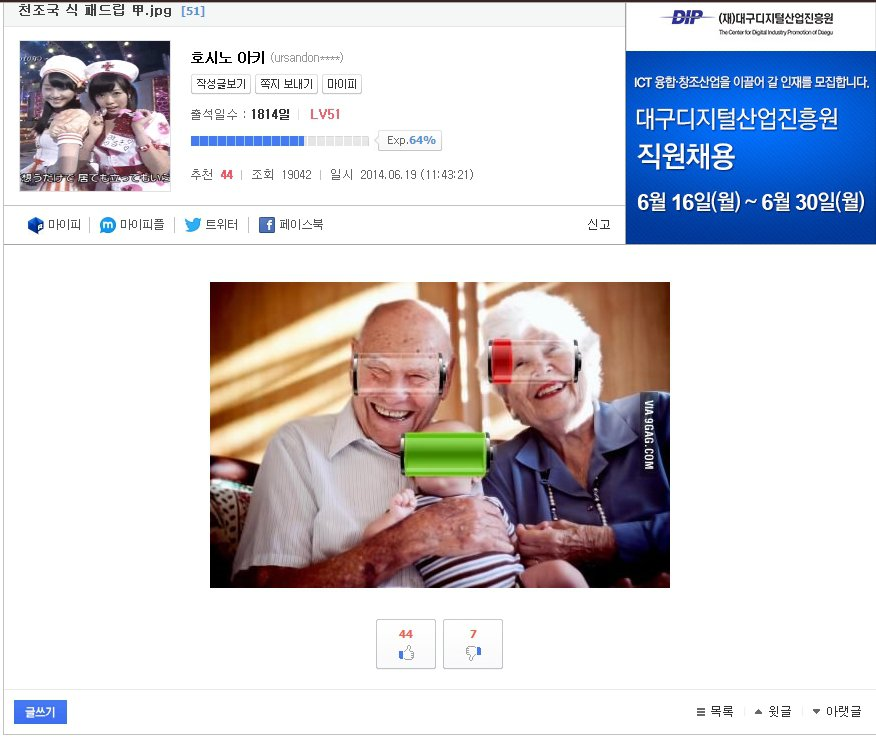 천조국 식 패드립 甲.jpg [51]
호시노 아키 (ursandon****)
작성글보기 쪽지 보내기 마이피
출석일수 : 1814일 LV51
Exp.64%
추천 44 조회 19042 일시 2014.06.19 (11:43:21)
想うだけで 居ても立ってもいら
마이피 마이피플 트위터 페이스북 신고
DIP (재)대구디지털산업진흥원
The Center for Digital Industry Promotion of Daegu
ICT 융합·창조산업을 이끌어 갈 인재를 모집합니다.
대구디지털산업진흥원
직원채용
6월 16일(월) ~ 6월 30일(월)
VIA 9GAG.COM
44 7
글쓰기 목록 윗글 아랫글